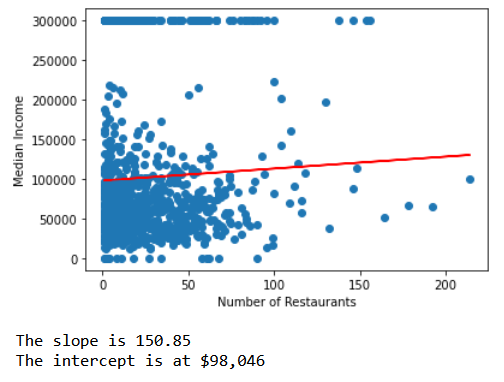 300000
250000
200000
150000
100000
50000
0
Median Income
0 50 100 150 200
Number of Restaurants
The slope is 150.85
The intercept is at $98,046